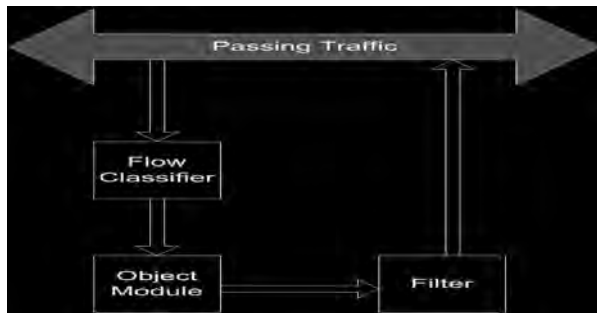 Passing Traffic
Flow
Classifier
Object
Module
Filter